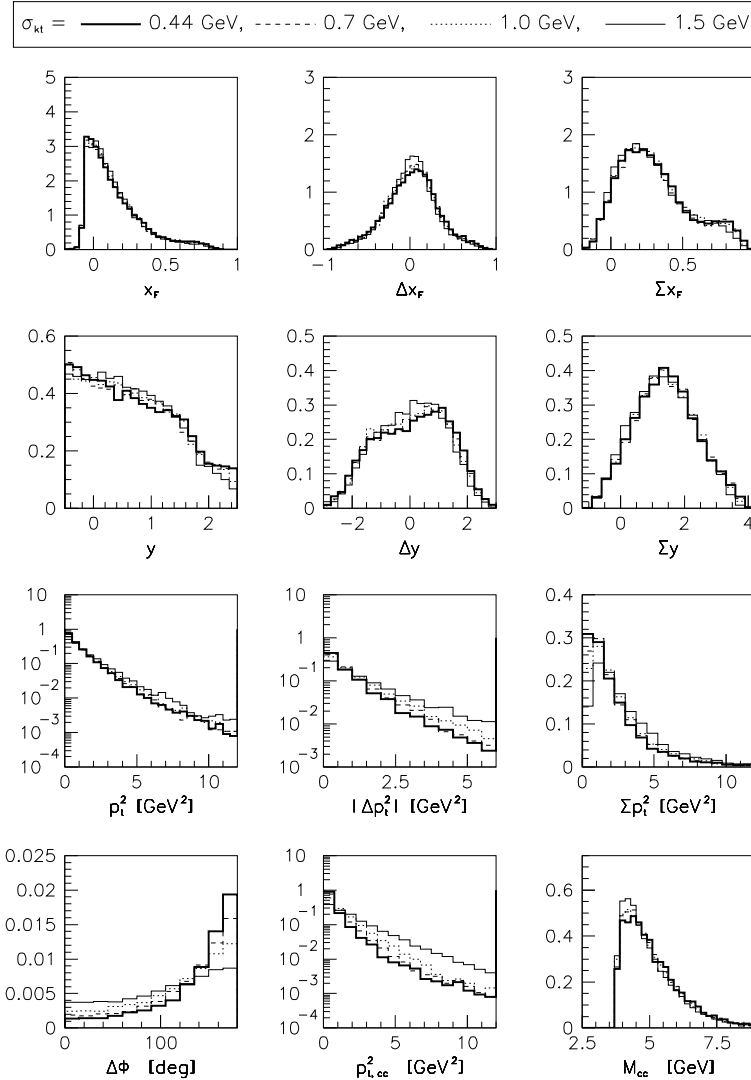 σkt = 0.44 GeV, 0.7 GeV, 1.0 GeV, 1.5 GeV
5
4
3
2
1
0
0 0.5 1
xF
3
2
1
0
−1 0 1
ΔxF
3
2
1
0
0 0.5
ΣxF
0.6
0.4
0.2
0
0 1 2
y
0.5
0.4
0.3
0.2
0.1
0
−2 0 2
Δy
0.5
0.4
0.3
0.2
0.1
0
0 2 4
Σy
10
1
10⁻¹
10⁻²
10⁻³
10⁻⁴
0 5 10
pt² [GeV²]
10
1
10⁻¹
10⁻²
10⁻³
0 2.5 5
|Δpt²| [GeV²]
0.4
0.3
0.2
0.1
0
0 5 10
Σpt² [GeV²]
0.025
0.02
0.015
0.01
0.005
0
0 100
ΔΦ [deg]
10
1
10⁻¹
10⁻²
10⁻³
10⁻⁴
0 5 10
pt,cc² [GeV²]
0.6
0.4
0.2
0
2.5 5 7.5
Mcc [GeV]